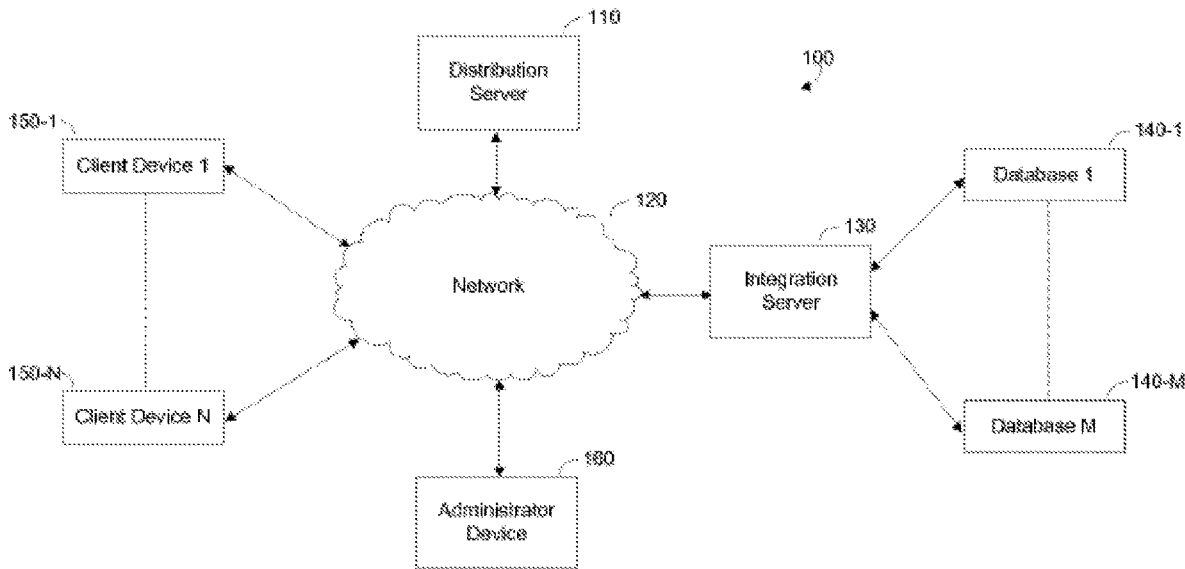 110
Distribution
Server
100
150-1
Client Device 1
140-1
Database 1
120
130
Network
Integration
Server
150-N
Client Device N
140-M
Database M
160
Administrator
Device